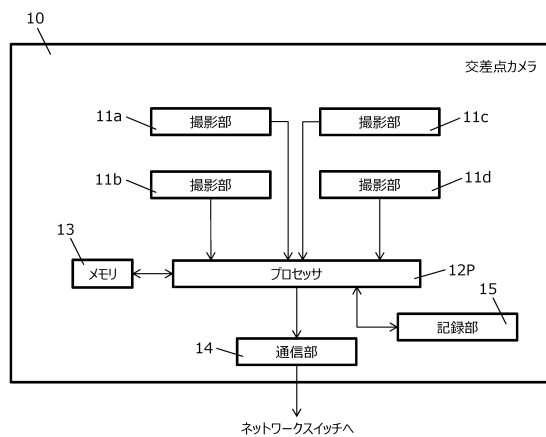 10
交差点カメラ
11a
撮影部
撮影部
11c
11b
撮影部
撮影部
11d
13
メモリ
プロセッサ
12P
15
記録部
14
通信部
ネットワークスイッチへ